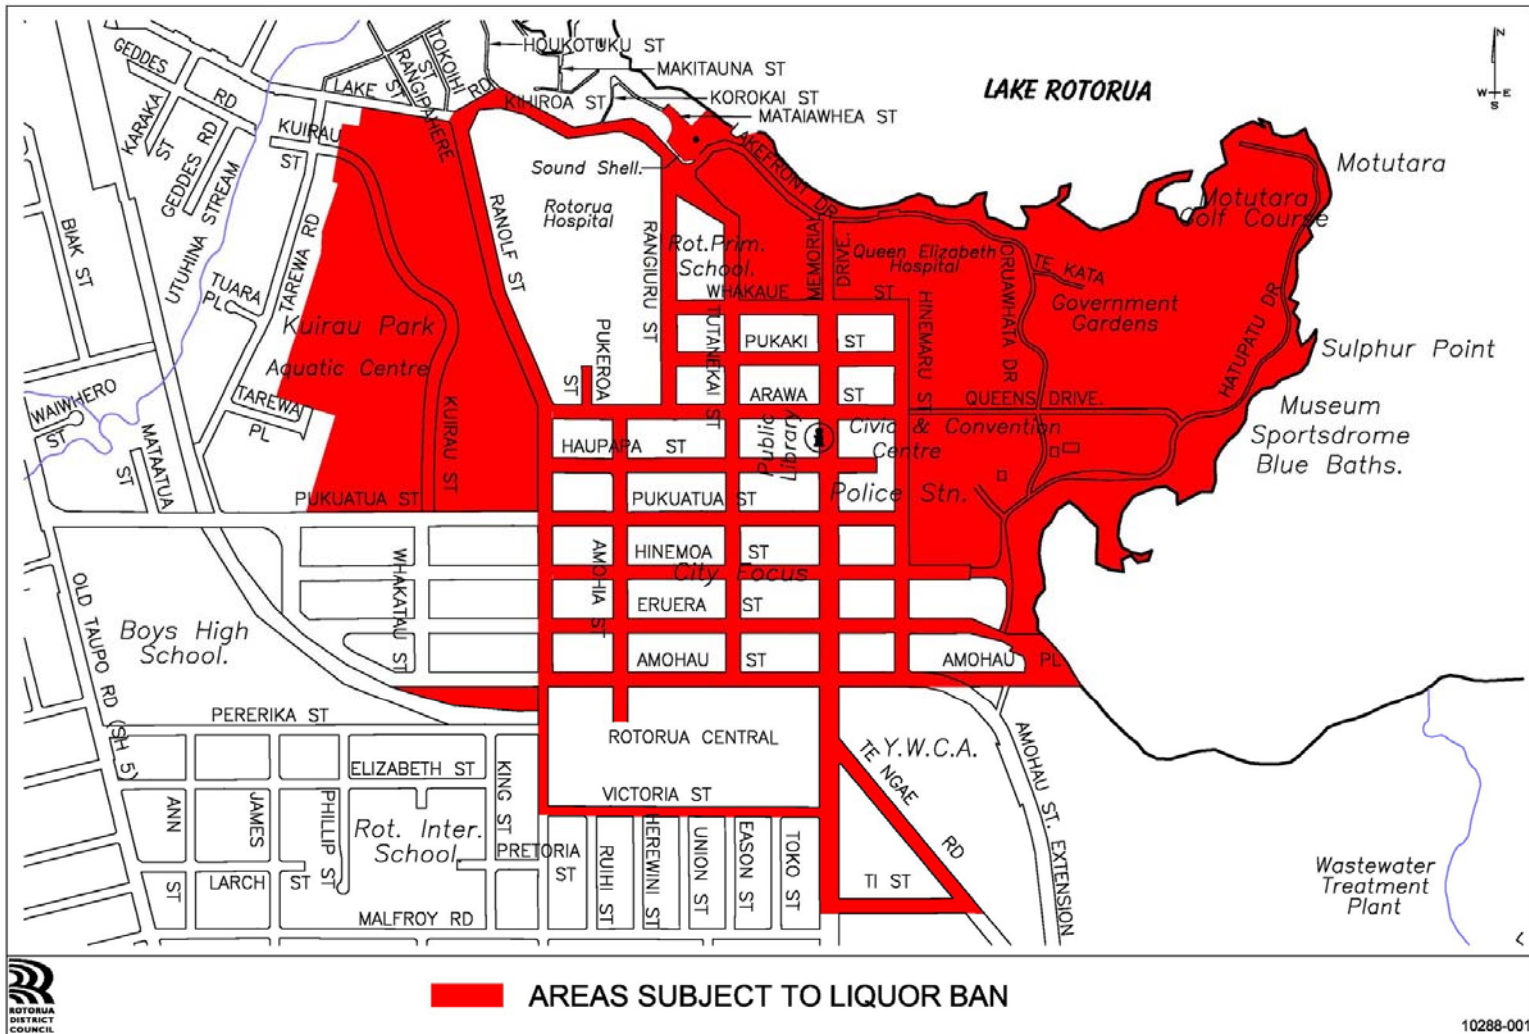 HOUKOTUKU ST
MAKITAUNA ST
KOROKAI ST
MATAIAWHEA ST
KIHIROA ST
GEDDES
RD
TOKOIHI
ST
RANGIPAHERE
ST
LAKE
RD
LAKE ROTORUA
N
W E
S
KARAKA
ST
GEDDES RD
KUIRAU
ST
Sound Shell.
LAKEFRONT DR
Motutara
Motutara
Golf Course
BIAK ST
UTUHINA STREAM
TAREWA RD
TUARA
PL
RANOLF ST
Rotorua
Hospital
RANGIURU ST
Rot.Prim.
School.
MEMORIAL
DRIVE.
Queen Elizabeth
Hospital
ORUAWHATA DR
TE KATA
WHAKAUE ST
HINEMARU ST
Government
Gardens
HATUPATU DR
Kuirau Park
Aquatic Centre
PUKEROA
ST
TUTANEKAI ST
PUKAKI ST
Sulphur Point
WAIWHERO
ST
TAREWA
PL
KUIRAU ST
ARAWA ST
QUEENS DRIVE.
Public
Library
Civic & Convention
Centre
Museum
Sportsdrome
Blue Baths.
MATAATUA
ST
HAUPAPA ST
PUKUATUA ST
PUKUATUA ST
Police Stn.
WHAKATAU ST
AMOHIA ST
HINEMOA ST
City Focus
ERUERA ST
OLD TAUPO RD (SH 5)
Boys High
School.
AMOHAU ST
AMOHAU PL
PERERIKA ST
ROTORUA CENTRAL
TE NGAE
RD
Y.W.C.A.
AMOHAU ST. EXTENSION
ELIZABETH ST
KING ST
VICTORIA ST
ANN
ST
JAMES
ST
PHILLIP ST
Rot. Inter.
School.
PRETORIA
ST
RUIHI ST
HEREWINI ST
UNION ST
EASON ST
TOKO ST
TI ST
LARCH
MALFROY RD
Wastewater
Treatment
Plant
ROTORUA
DISTRICT
COUNCIL
AREAS SUBJECT TO LIQUOR BAN
10288-001